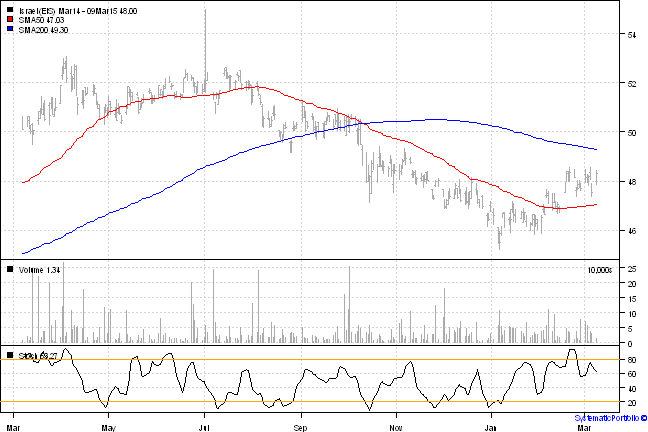 Israel(EIS) Mar14 - 09Mar15 48.00
SMA50 47.03
SMA200 49.30
54
52
50
48
46
Volume 1.34
10,000s
25
20
15
10
5
0
80
60
40
20
Mar May Jul Sep Nov Jan Mar
SystematicPortfolio ©